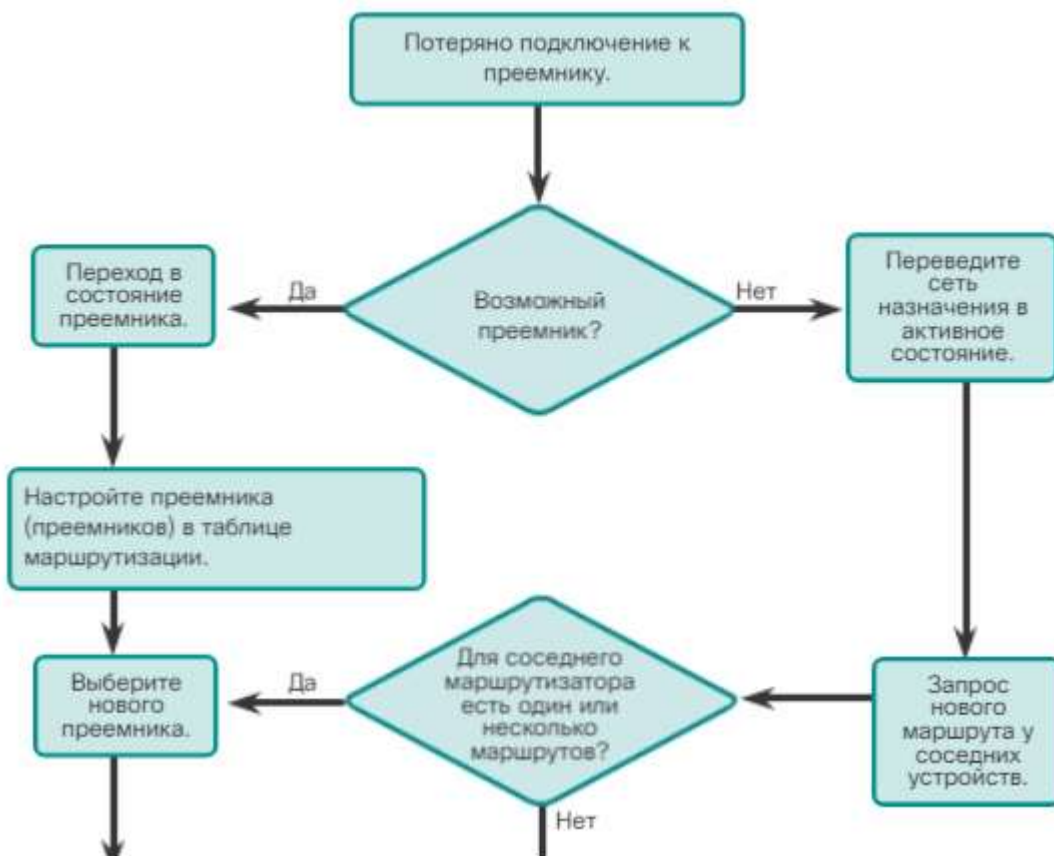 Потеряно подключение к
преемнику.
Переход в
состояние
преемника.
Да
Возможный
преемник?
Нет
Переведите
сеть
назначения в
активное
состояние.
Настройте преемника
(преемников) в таблице
маршрутизации.
Выберите
нового
преемника.
Да
Для соседнего
маршрутизатора
есть один или
несколько
маршрутов?
Запрос
нового
маршрута у
соседних
устройств.
Нет